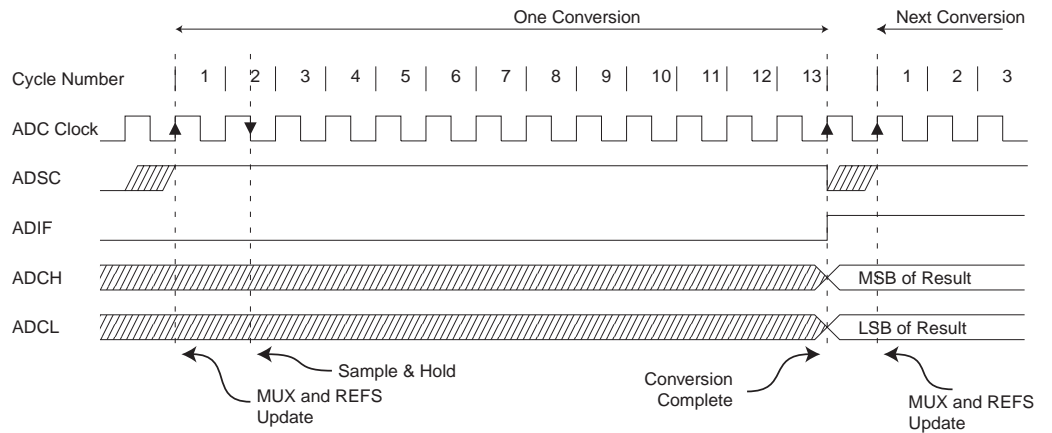 One Conversion Next Conversion
Cycle Number 1 2 3 4 5 6 7 8 9 10 11 12 13 1 2 3
ADC Clock
ADSC
ADIF
ADCH MSB of Result
ADCL LSB of Result
Sample & Hold
MUX and REFS
Update
Conversion
Complete
MUX and REFS
Update